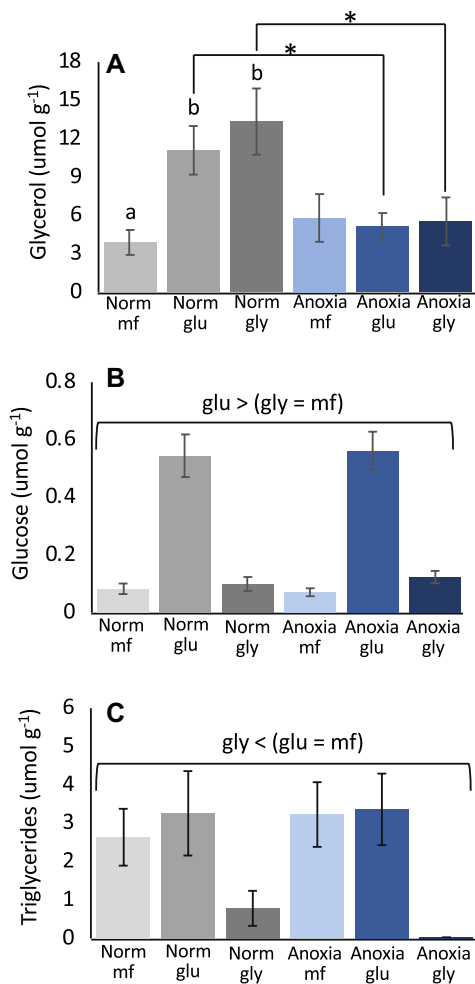 *
*
A
Glycerol (umol g-1)
18
15
12
9
6
3
0
a
b
b
Norm mf
Norm glu
Norm gly
Anoxia mf
Anoxia glu
Anoxia gly
B
Glucose (umol g-1)
0.8
0.6
0.4
0.2
0
glu > (gly = mf)
Norm mf
Norm glu
Norm gly
Anoxia mf
Anoxia glu
Anoxia gly
C
Triglycerides (umol g-1)
6
5
4
3
2
1
0
gly < (glu = mf)
Norm mf
Norm glu
Norm gly
Anoxia mf
Anoxia glu
Anoxia gly